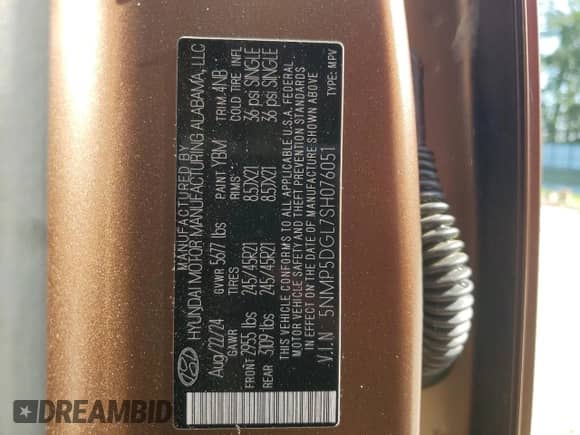 MANUFACTURED BY
HYUNDAI MOTOR MANUFACTURING ALABAMA, LLC
Aug/22/24 GVWR 5677 lbs PAINT YBM TRIM 4NB
GAWR TIRES RIMS COLD TIRE INFL
FRONT 2955 lbs 245/45R21 8.5JX21 36 psi SINGLE
REAR 3109 lbs 245/45R21 8.5JX21 36 psi SINGLE
THIS VEHICLE CONFORMS TO ALL APPLICABLE U.S.A. FEDERAL
MOTOR VEHICLE SAFETY AND THEFT PREVENTION STANDARDS
IN EFFECT ON THE DATE OF MANUFACTURE SHOWN ABOVE
V.I.N 5NMP5DGL7SH076051 TYPE: MPV
DREAMBID